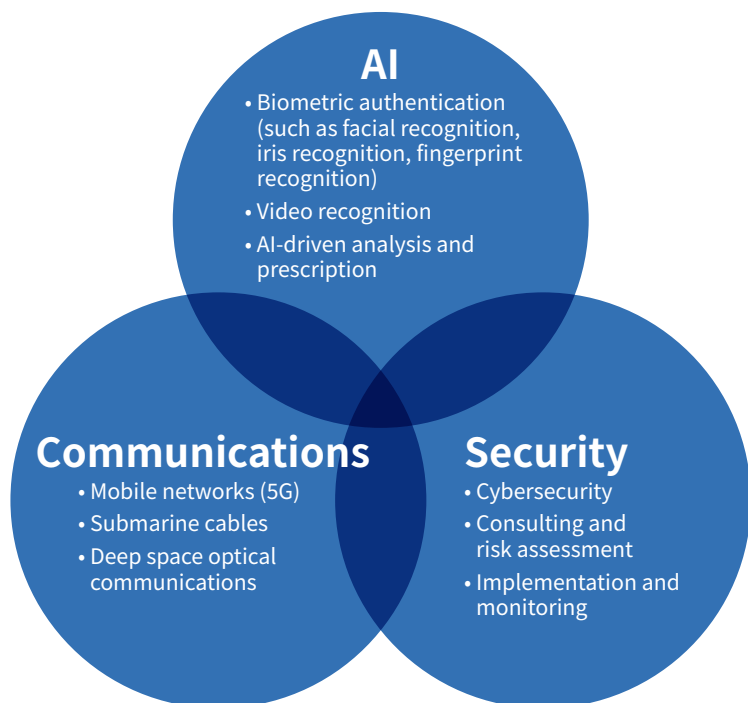 AI
• Biometric authentication
(such as facial recognition,
iris recognition, fingerprint
recognition)
• Video recognition
• AI-driven analysis and
prescription
Communications
• Mobile networks (5G)
• Submarine cables
• Deep space optical
communications
Security
• Cybersecurity
• Consulting and
risk assessment
• Implementation and
monitoring